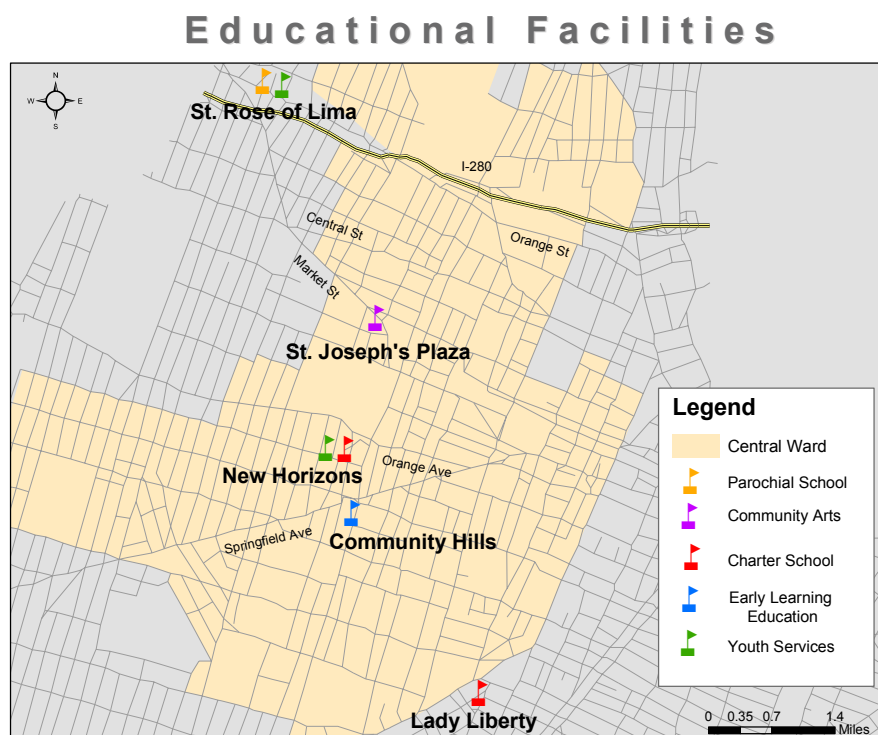 Educational Facilities
N
W E
S
St. Rose of Lima
I-280
Central St
Orange St
Market St
St. Joseph's Plaza
Legend
Central Ward
Parochial School
Community Arts
Charter School
Early Learning
Education
Youth Services
Orange Ave
New Horizons
Springfield Ave
Community Hills
Lady Liberty
0 0.35 0.7 1.4
Miles